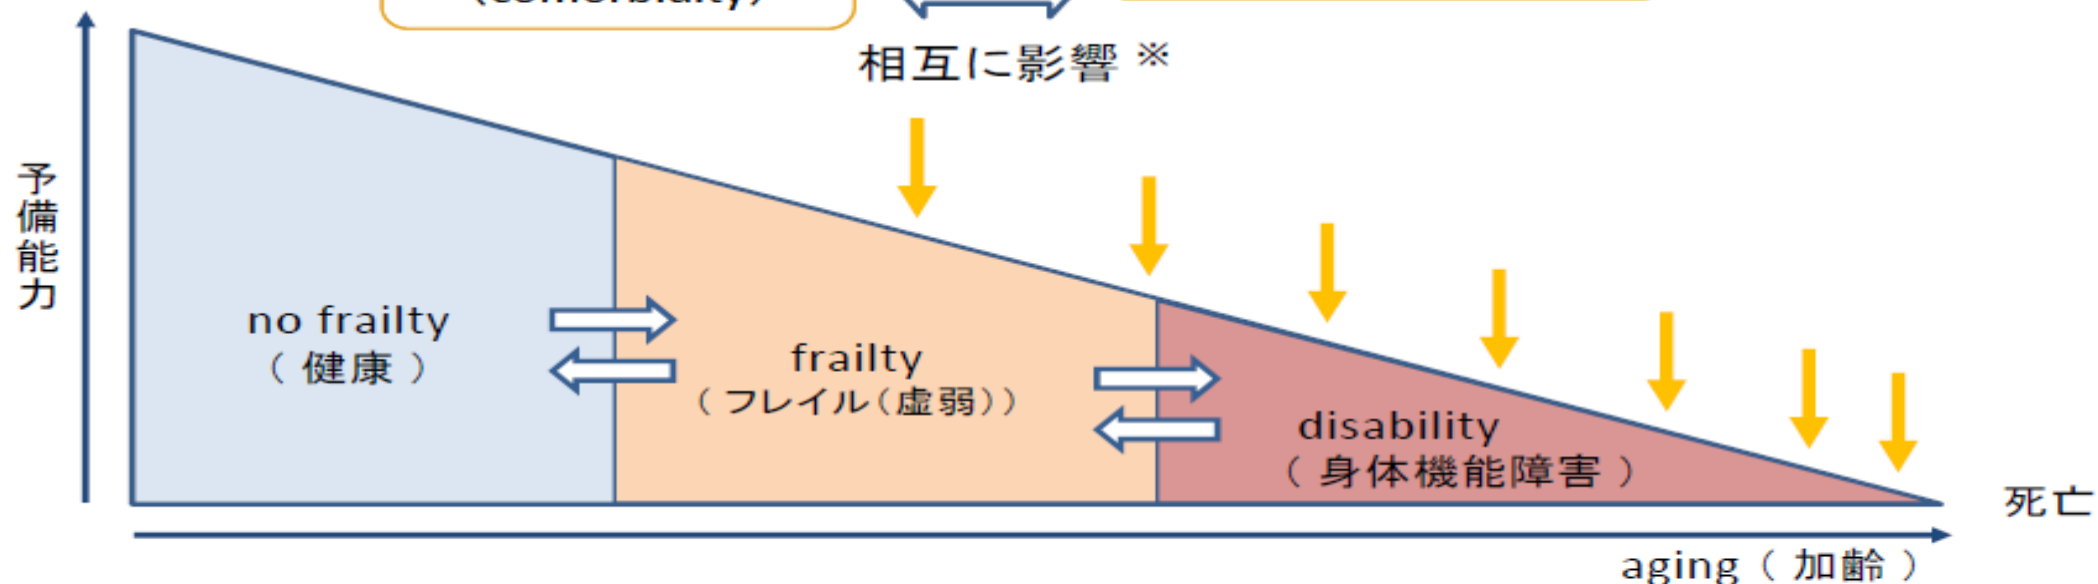 (comorbidity)
相互に影響 ※
予備能力
no frailty
（ 健康 ）
frailty
（ フレイル（虚弱））
disability
（ 身体機能障害 ）
死亡
aging（ 加齢 ）